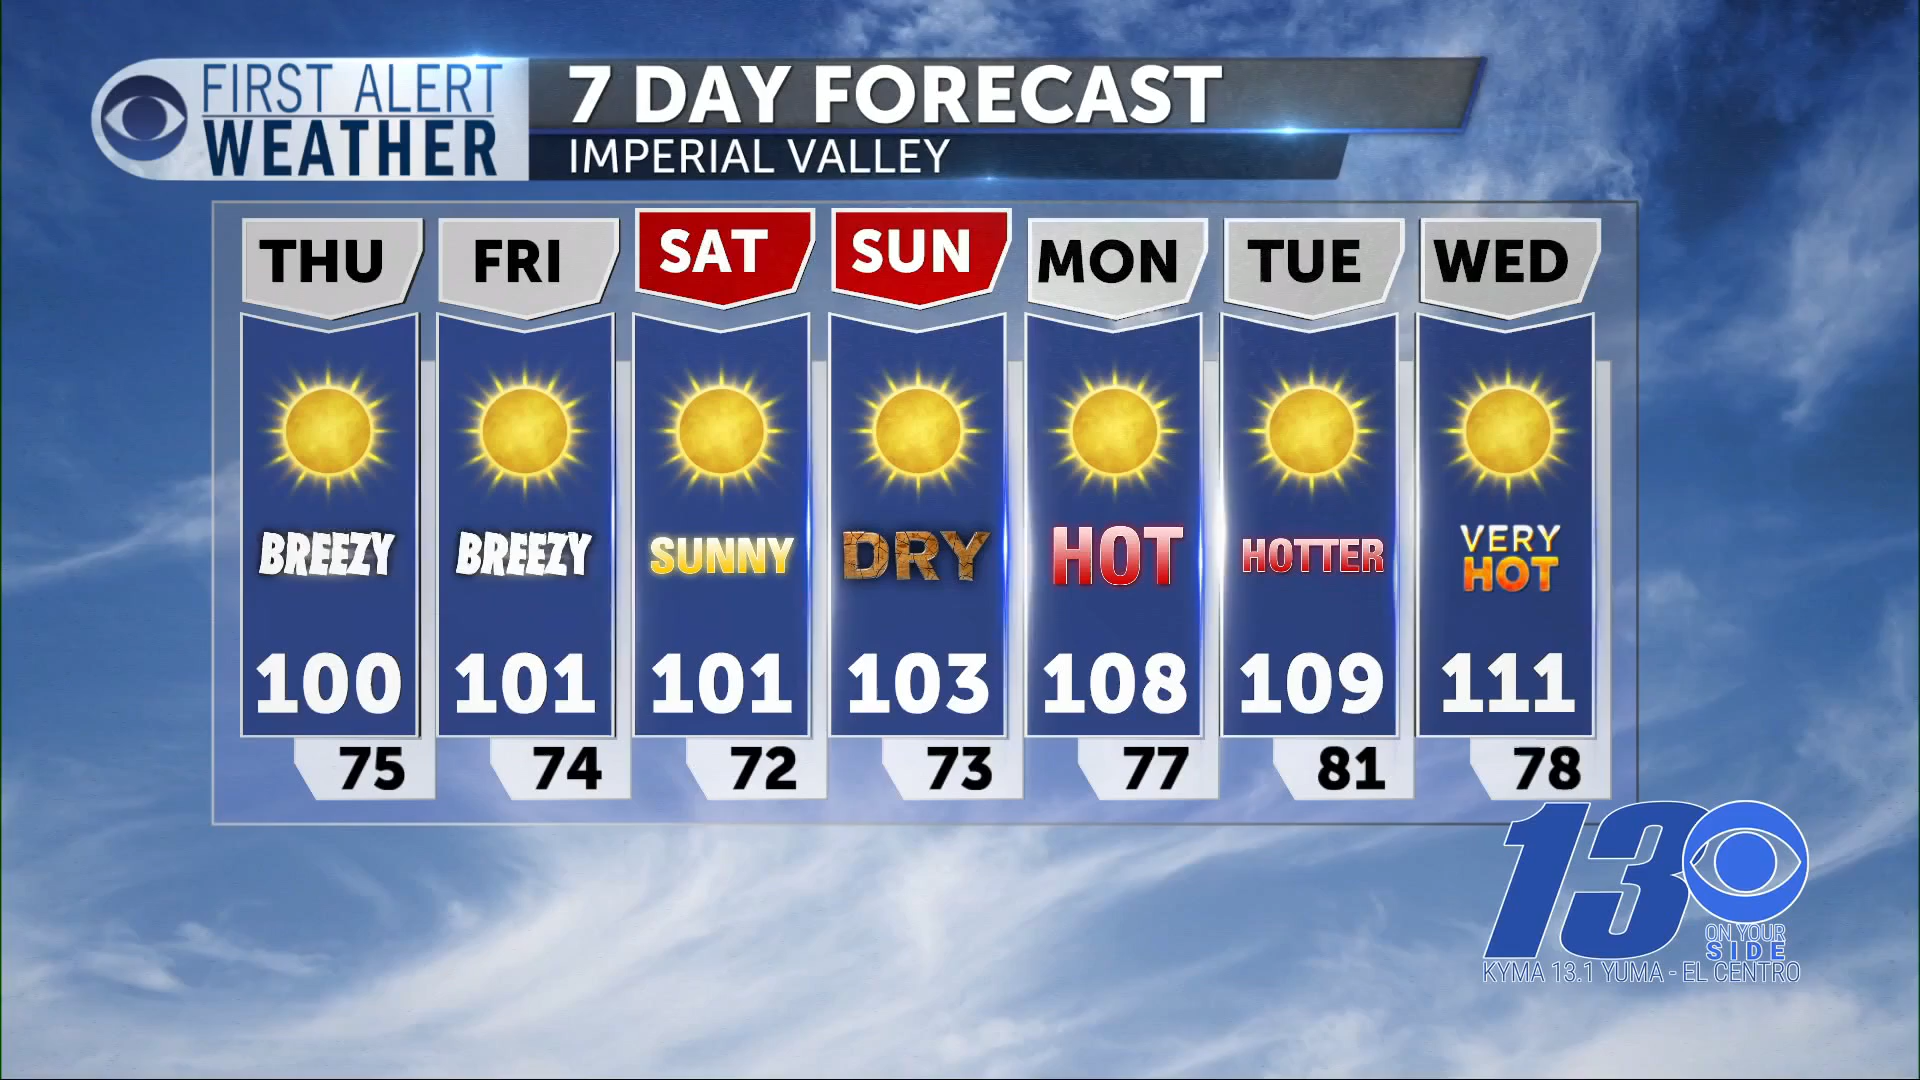 FIRST ALERT
WEATHER
7 DAY FORECAST
IMPERIAL VALLEY
THU FRI SAT SUN MON TUE WED
BREEZY BREEZY SUNNY DRY HOT HOTTER VERY
HOT
100 101 101 103 108 109 111
75 74 72 73 77 81 78
13
ON YOUR
SIDE
KYMA 13.1 YUMA - EL CENTRO